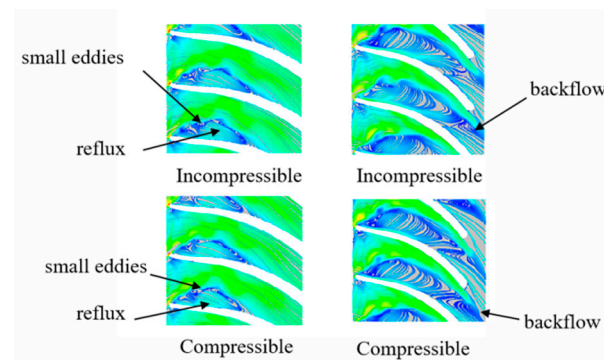 small eddies
backflow
reflux
Incompressible
Incompressible
small eddies
reflux
backflow
Compressible
Compressible